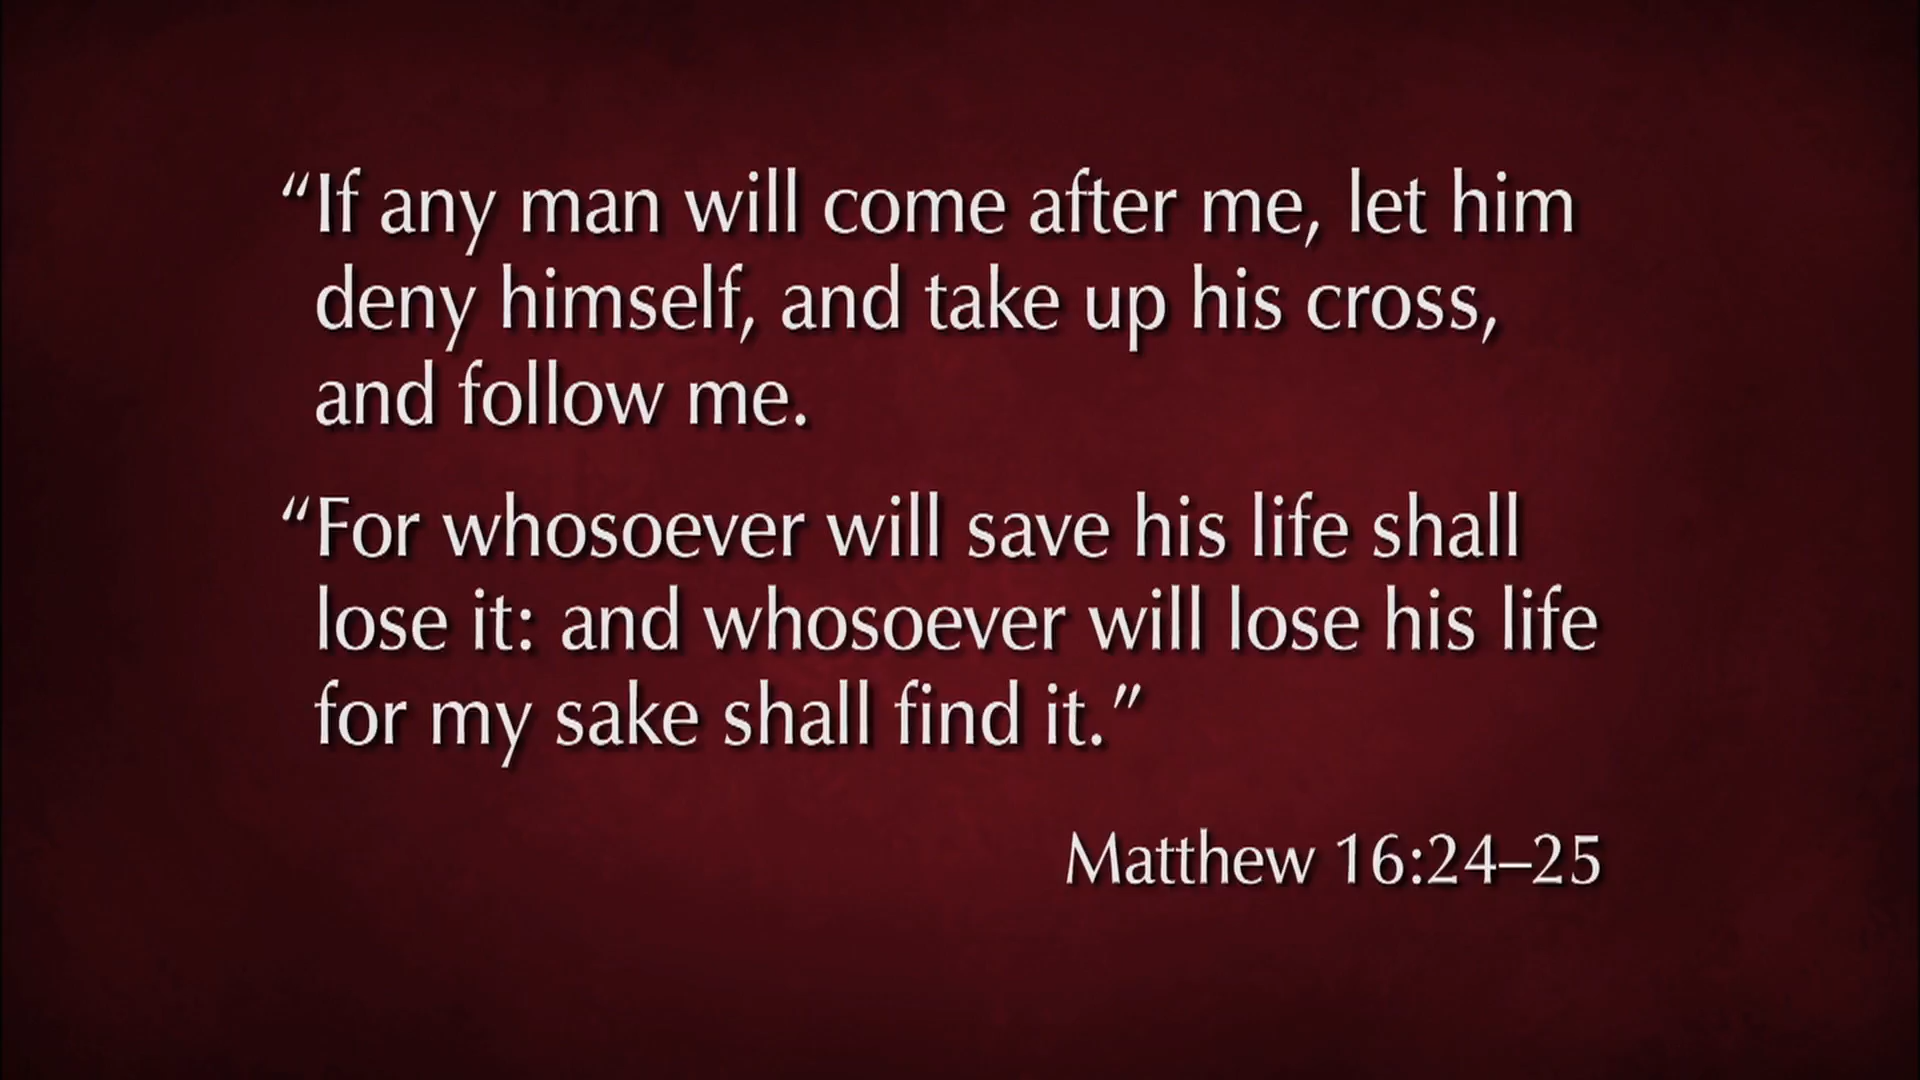 “If any man will come after me, let him
deny himself, and take up his cross,
and follow me.
“For whosoever will save his life shall
lose it: and whosoever will lose his life
for my sake shall find it.”
Matthew 16:24–25